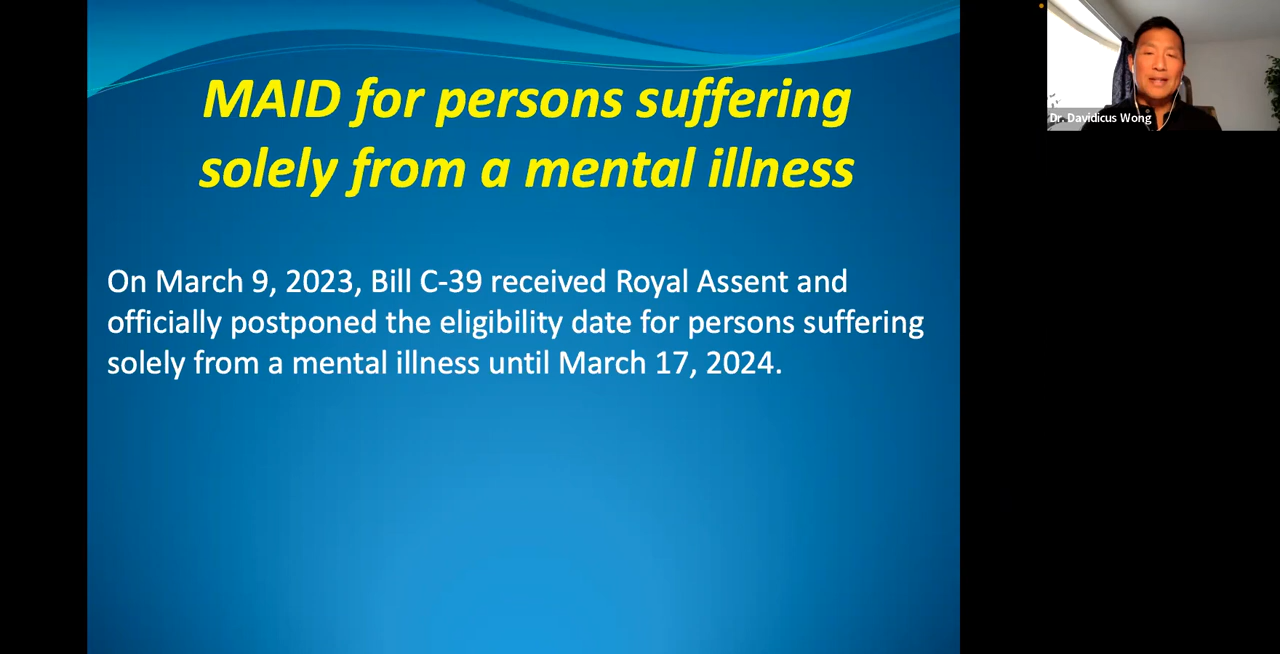 MAID for persons suffering
solely from a mental illness
On March 9, 2023, Bill C-39 received Royal Assent and
officially postponed the eligibility date for persons suffering
solely from a mental illness until March 17, 2024.
Dr. Davidicus Wong